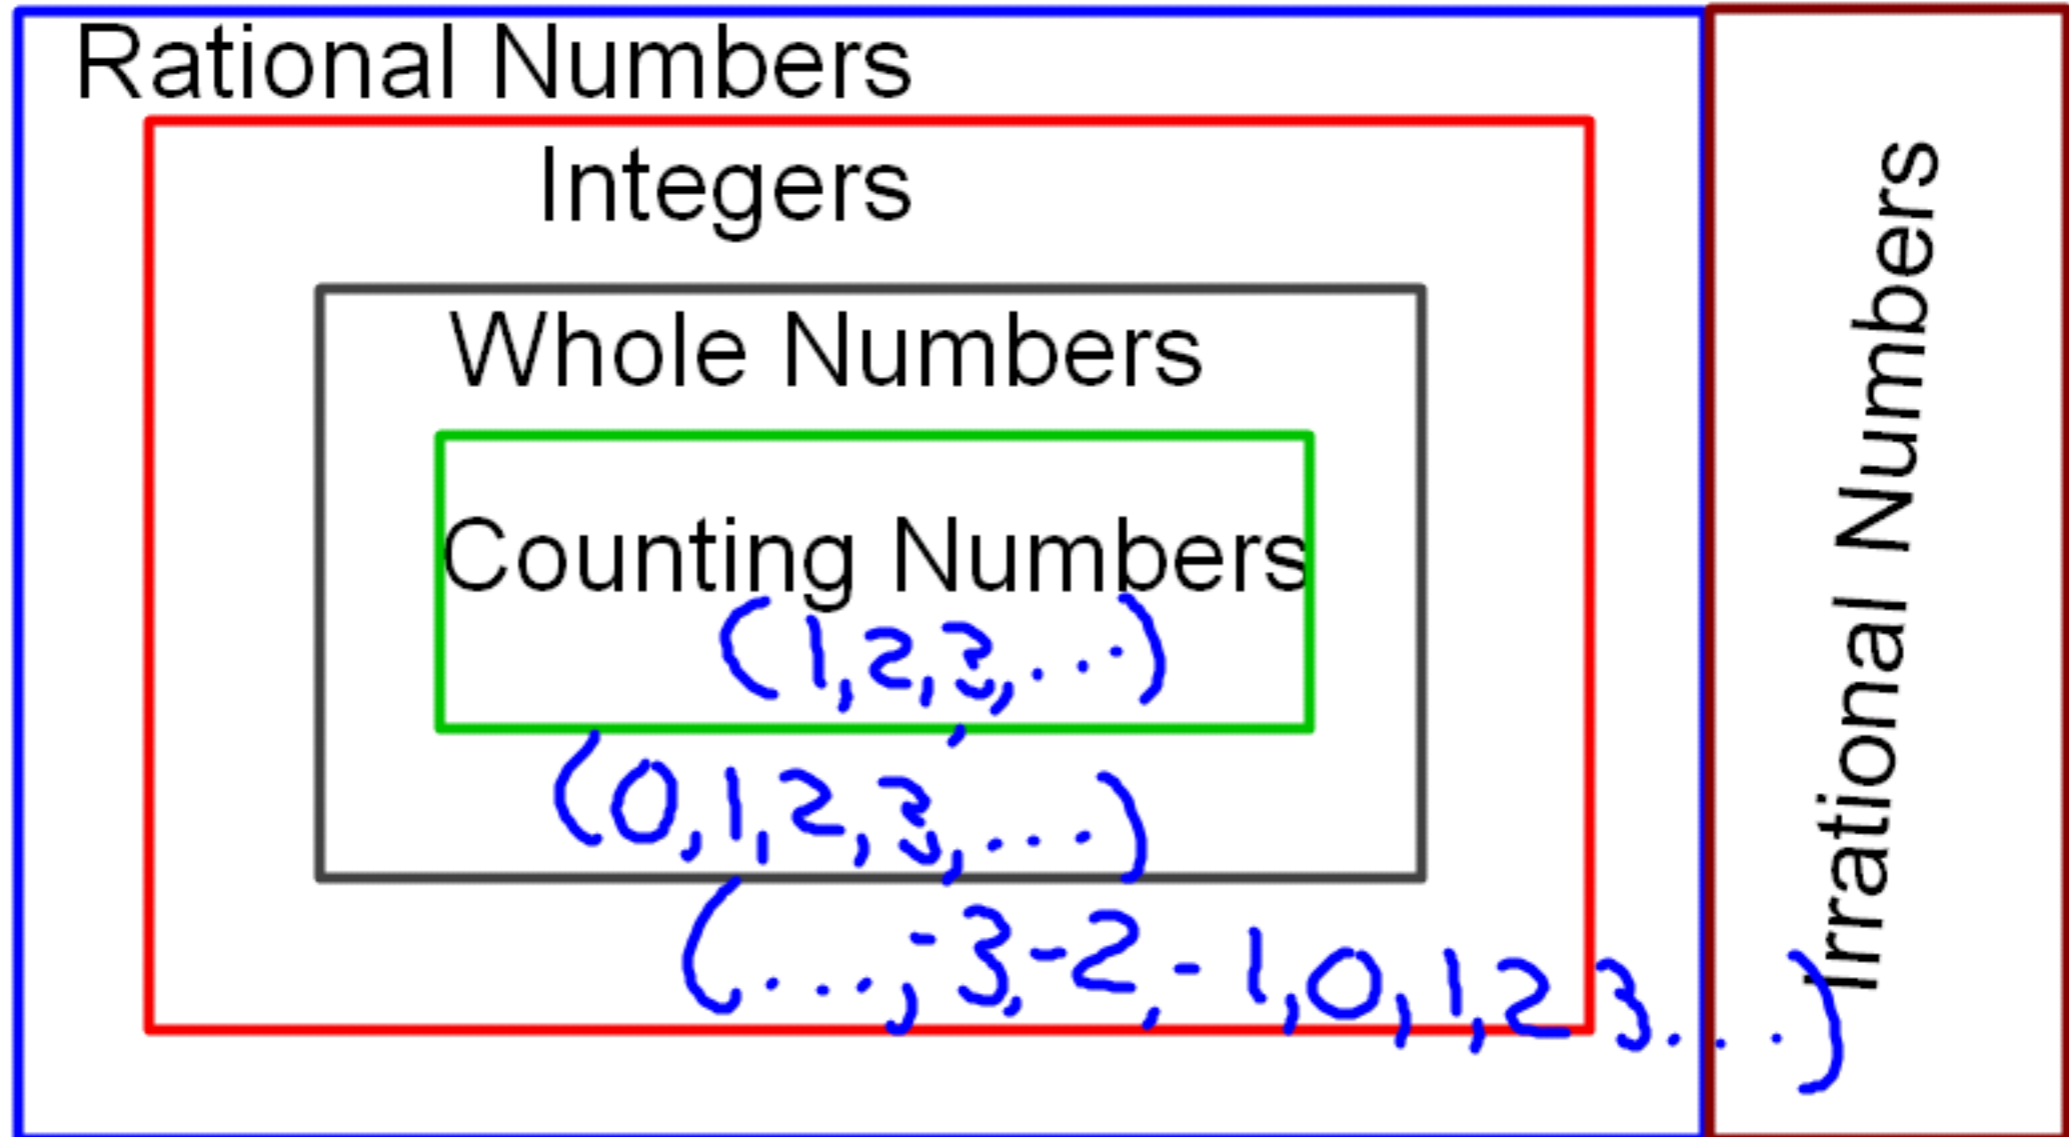 Rational Numbers
Integers
Whole Numbers
Counting Numbers
(1,2,3,...)
(0,1,2,3,...)
(...,-3,-2,-1,0,1,2 3...)
Irrational Numbers